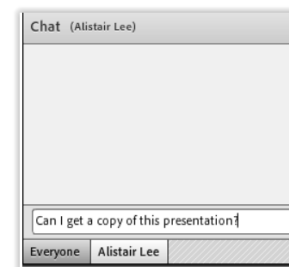 Chat (Alistair Lee)
Can I get a copy of this presentation?
Everyone Alistair Lee